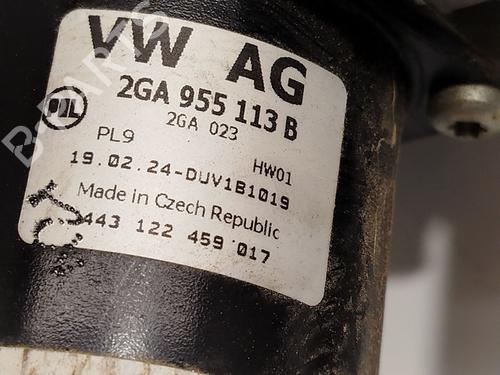 VW AG
2GA 955 113 B
2GA 023
PL9
HW01
19.02.24-DUV1B1019
Made in Czech Republic
443 122 459 017